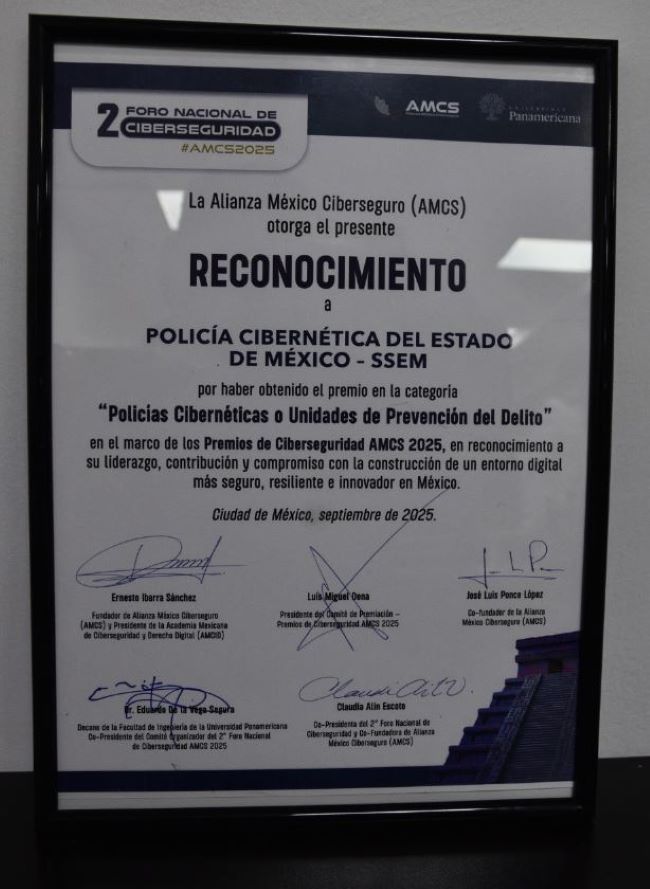 2 FORO NACIONAL DE
CIBERSEGURIDAD
#AMCS2025
AMCS
UNIVERSIDAD
Panamericana
La Alianza México Ciberseguro (AMCS)
otorga el presente
RECONOCIMIENTO
a
POLICÍA CIBERNÉTICA DEL ESTADO
DE MÉXICO - SSEM
por haber obtenido el premio en la categoría
“Policías Cibernéticas o Unidades de Prevención del Delito”
en el marco de los Premios de Ciberseguridad AMCS 2025, en reconocimiento a
su liderazgo, contribución y compromiso con la construcción de un entorno digital
más seguro, resiliente e innovador en México.
Ciudad de México, septiembre de 2025.
Ernesto Ibarra Sánchez
Fundador de Alianza México Ciberseguro
(AMCS) y Presidente de la Academia Mexicana
de Ciberseguridad y Derecho Digital (AMCID)
Luis Miguel Dena
Presidente del Comité de Premiación –
Premios de Ciberseguridad AMCS 2025
José Luis Ponce López
Co-fundador de la Alianza
México Ciberseguro (AMCS)
Dr. Eduardo De la Vega Segura
Decano de la Facultad de Ingeniería de la Universidad Panamericana
Co-Presidente del Comité Organizador del 2° Foro Nacional
de Ciberseguridad AMCS 2025
Claudia Alin Escoto
Co-Presidenta del 2° Foro Nacional de
Ciberseguridad y Co-Fundadora de Alianza
México Ciberseguro (AMCS)